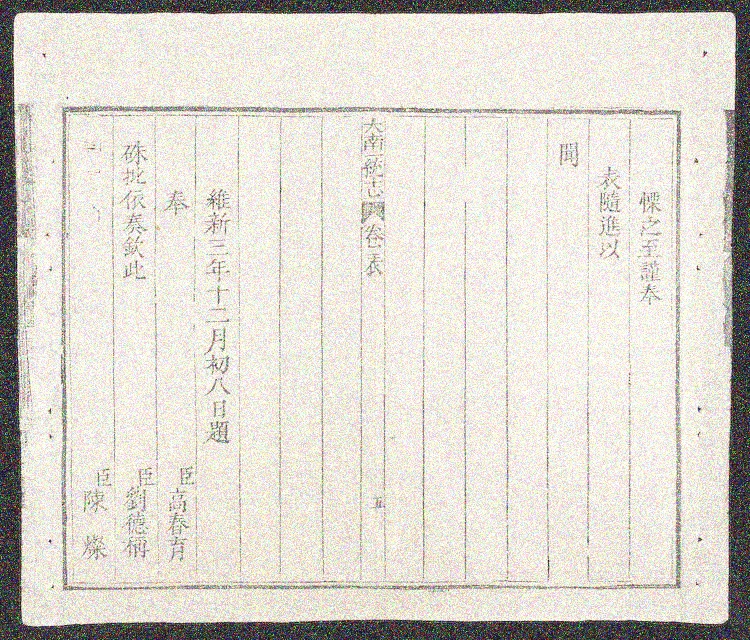 慄之至謹奉
表隨進以
聞
大南一統志
卷之表
五
維新三年十二月初八日題
奉
臣高春育
硃批依奏欽此
臣劉德稱
臣陳燦